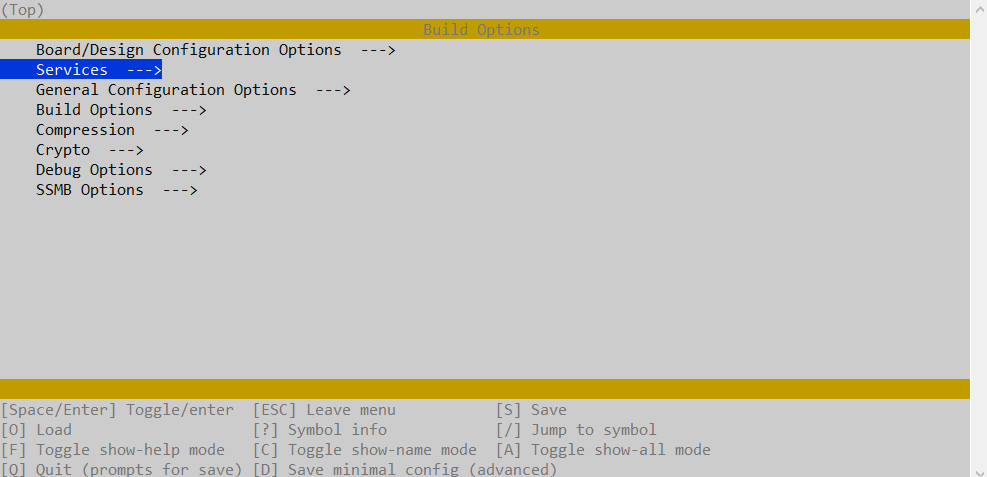 (Top)
Build Options
Board/Design Configuration Options  --->
Services  --->
General Configuration Options  --->
Build Options  --->
Compression  --->
Crypto  --->
Debug Options  --->
SSMB Options  --->
[Space/Enter] Toggle/enter  [ESC] Leave menu           [S] Save
[O] Load                    [?] Symbol info            [/] Jump to symbol
[F] Toggle show-help mode   [C] Toggle show-name mode  [A] Toggle show-all mode
[Q] Quit (prompts for save) [D] Save minimal config (advanced)